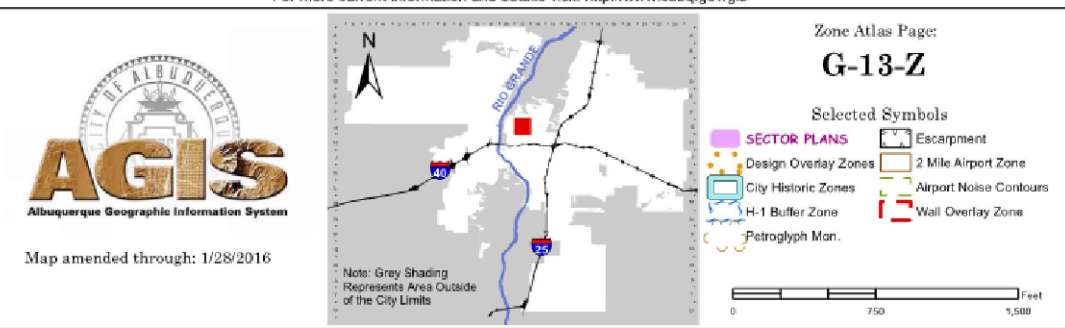 Zone Atlas Page:
G-13-Z
CITY OF ALBUQUERQUE
AGIS
Albuquerque Geographic Information System
Map amended through: 1/28/2016
N
RIO GRANDE
40
25
Note: Grey Shading
Represents Area Outside
of the City Limits
Selected Symbols
SECTOR PLANS
Escarpment
Design Overlay Zones
2 Mile Airport Zone
City Historic Zones
Airport Noise Contours
H-1 Buffer Zone
Wall Overlay Zone
Petroglyph Mon.
Feet
0 750 1,500